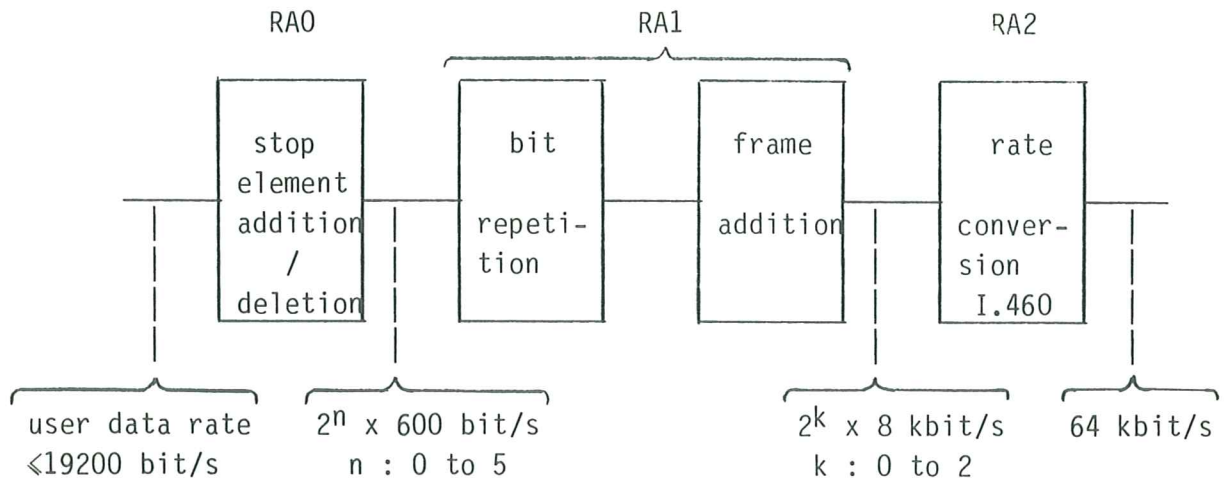 RA0
RA1
RA2
stop
element
addition
/
deletion
bit
repeti-
tion
frame
addition
rate
conver-
sion
I.460
user data rate
≤19200 bit/s
2ⁿ x 600 bit/s
n : 0 to 5
2ᵏ x 8 kbit/s
k : 0 to 2
64 kbit/s